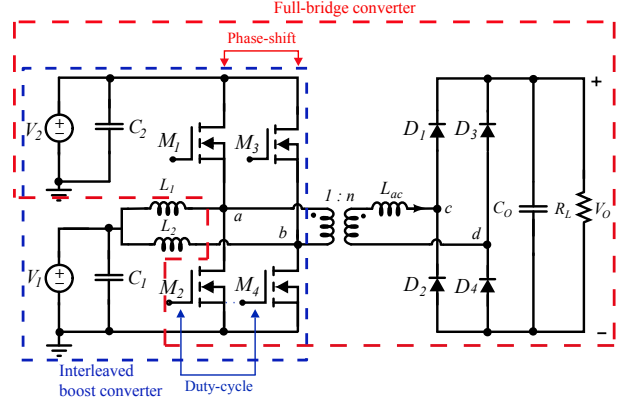 Full-bridge converter
Phase-shift
V2
C2
M1
M3
D1
D3
L1
1 : n
Lac
a
c
CO
RL
VO
+
L2
b
d
V1
C1
M2
M4
D2
D4
−
Interleaved
boost converter
Duty-cycle